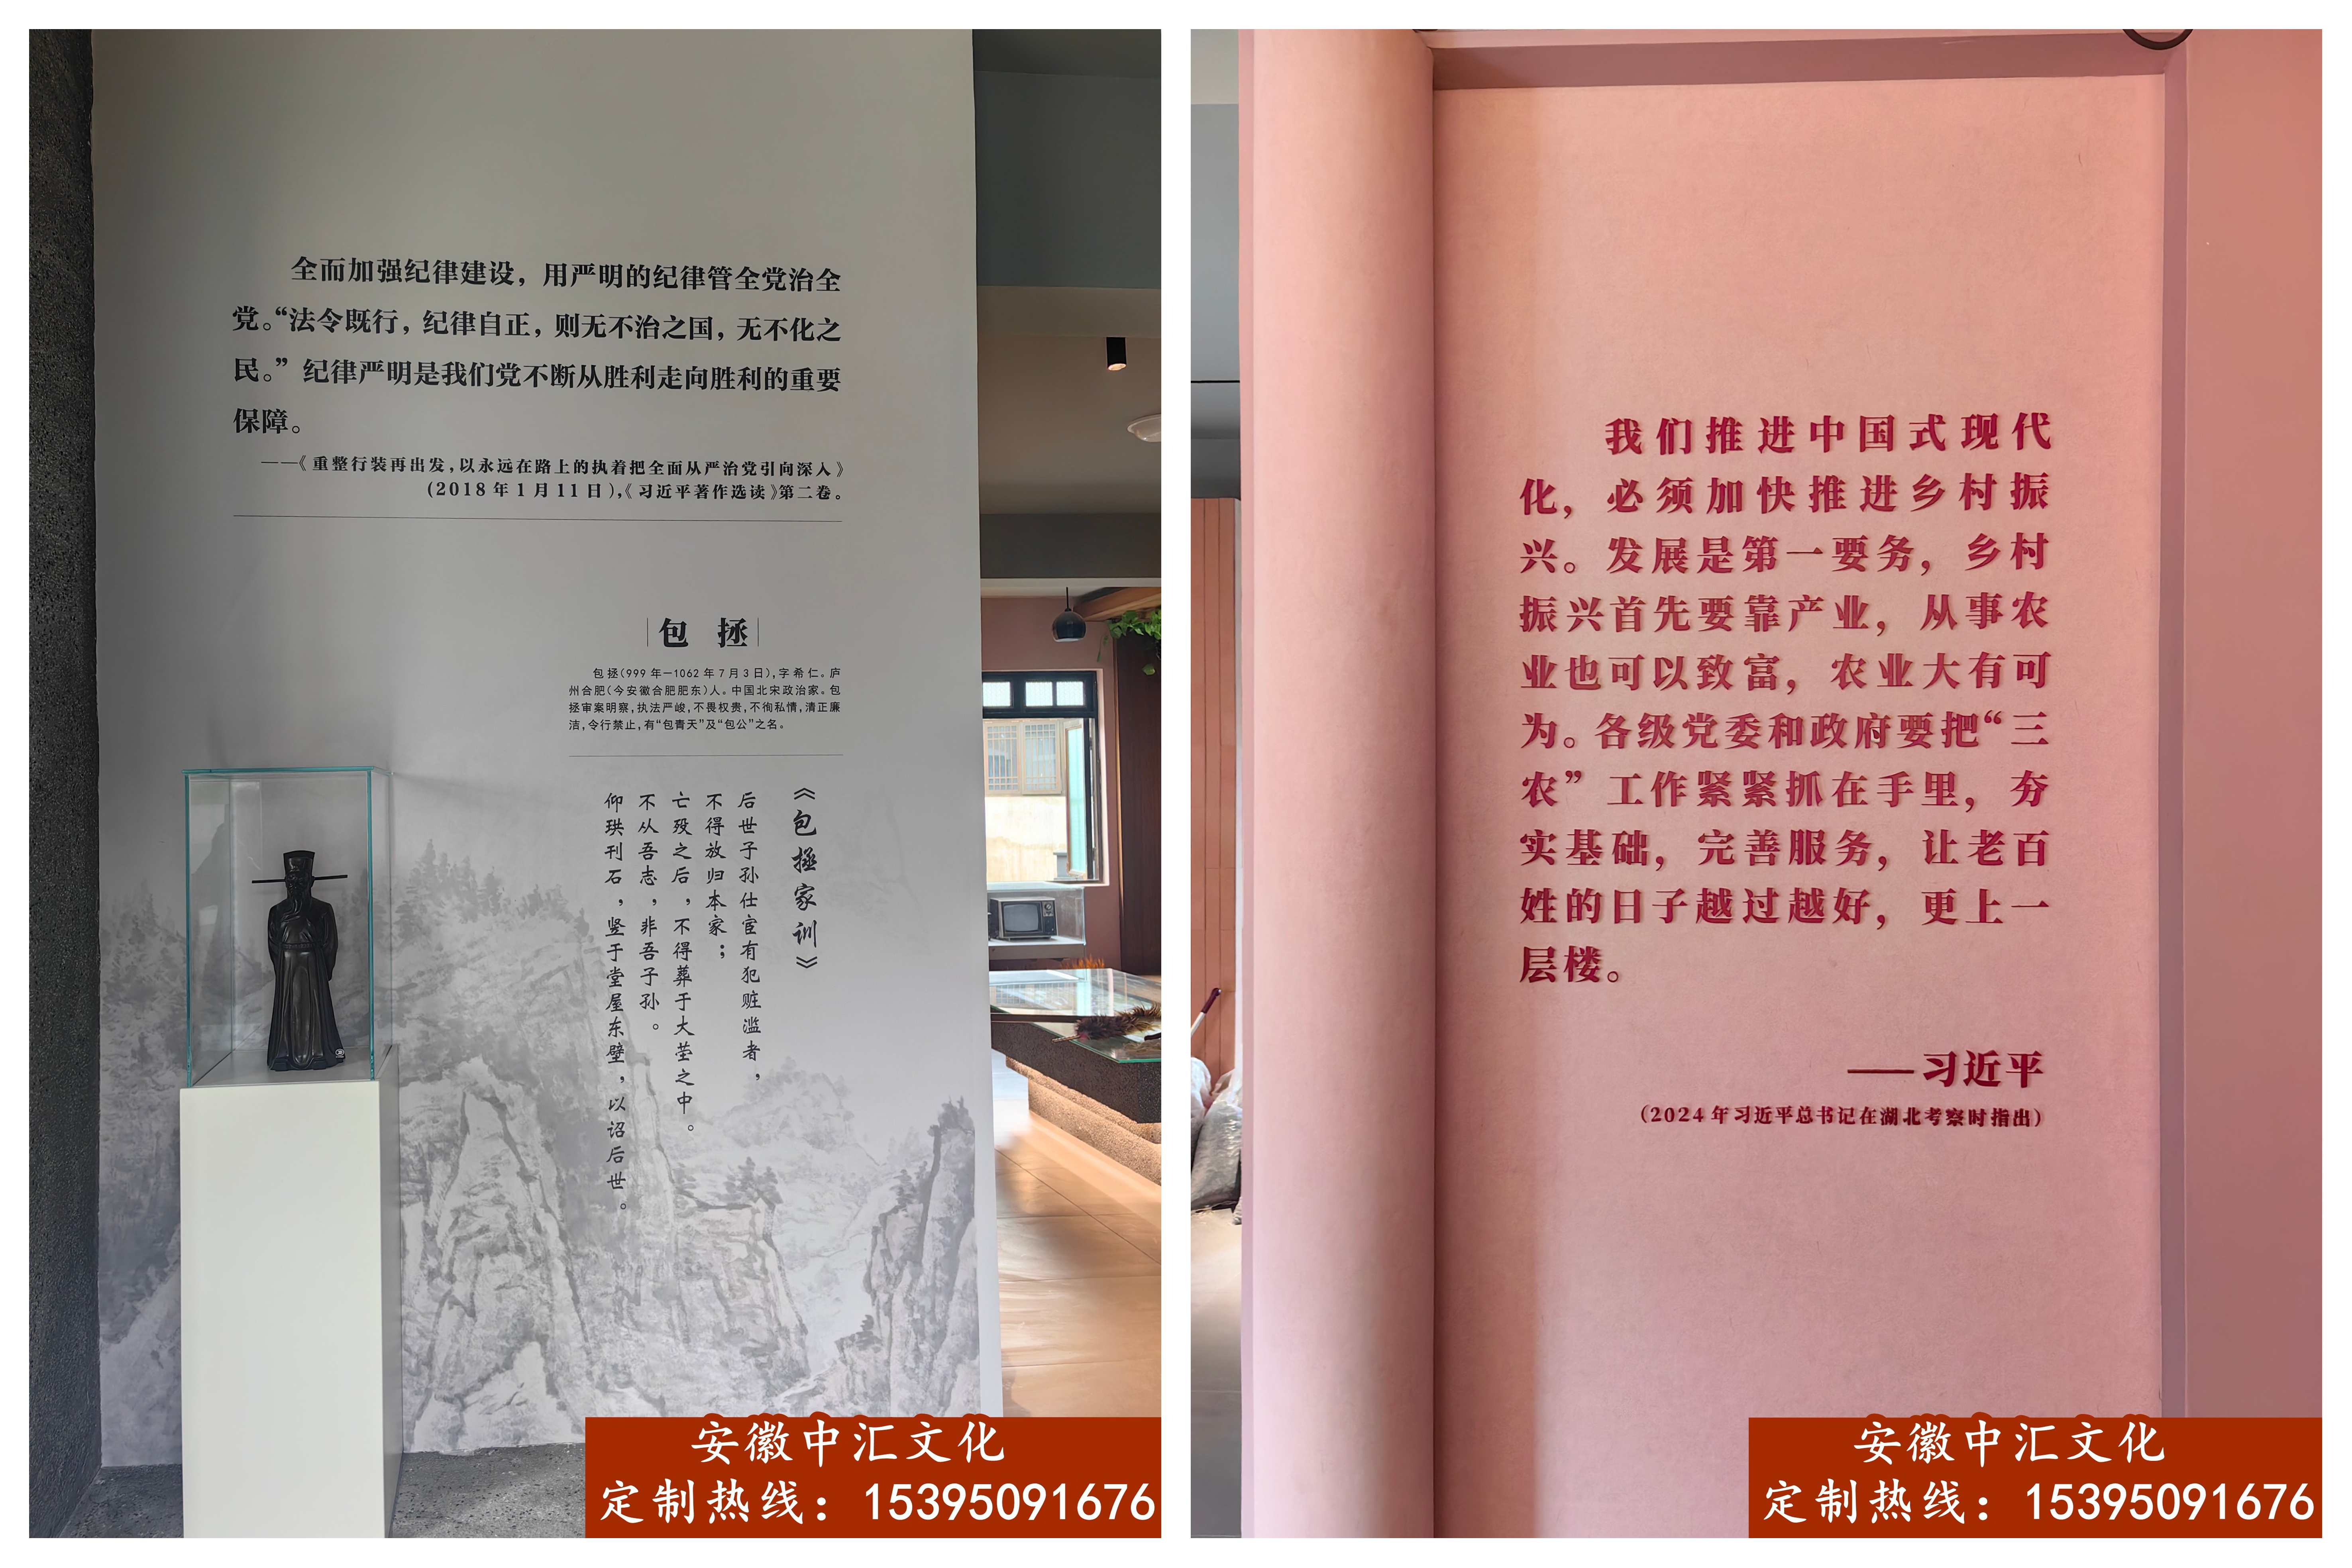 全而加强纪律建设，用严明的纪律管全党治全
党。“法令既行，纪律自正，则无不治之国，无不化之
民。”纪律严明是我们党不断从胜利走向胜利的重要
保障。
——《重整行装再出发，以永远在路上的执着把全面从严治党引向深入》
(2018年1月11日)，《习近平著作选读》第二卷。
包 拯
包拯(999年—1062年7月3日)，字希仁。庐
州合肥(今安徽合肥肥东)人。中国北宋政治家。包
拯审案明察，执法严峻，不畏权贵，不徇私情，清正廉
洁，令行禁止，有“包青天”及“包公”之名。
《包拯家训》
后世子孙仕宦有犯赃滥者，
不得放归本家；
亡殁之后，不得葬于大茔之中。
不从吾志，非吾子孙。
仰珙刊石，竖于堂屋东壁，以诏后世。
安徽中汇文化
定制热线：15395091676
我们推进中国式现代
化，必须加快推进乡村振
兴。发展是第一要务，乡村
振兴首先要靠产业，从事农
业也可以致富，农业大有可
为。各级党委和政府要把“三
农”工作紧紧抓在手里，夯
实基础，完善服务，让老百
姓的日子越过越好，更上一
层楼。
——习近平
(2024年习近平总书记在湖北考察时指出)
安徽中汇文化
定制热线：15395091676